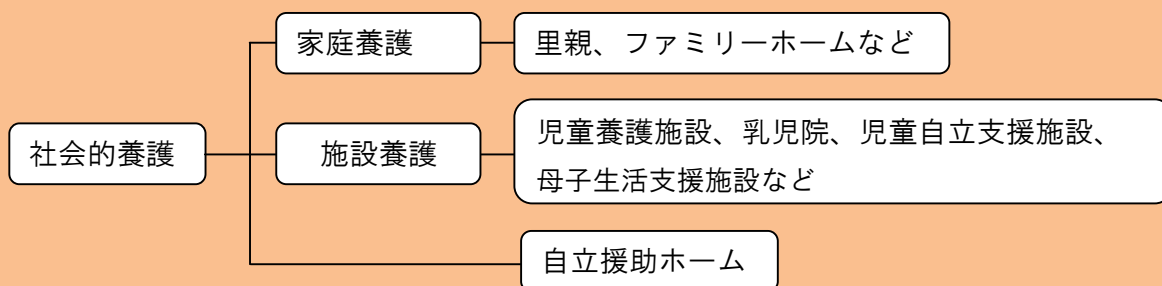 家庭養護
里親、ファミリーホームなど
社会的養護
施設養護
児童養護施設、乳児院、児童自立支援施設、
母子生活支援施設など
自立援助ホーム